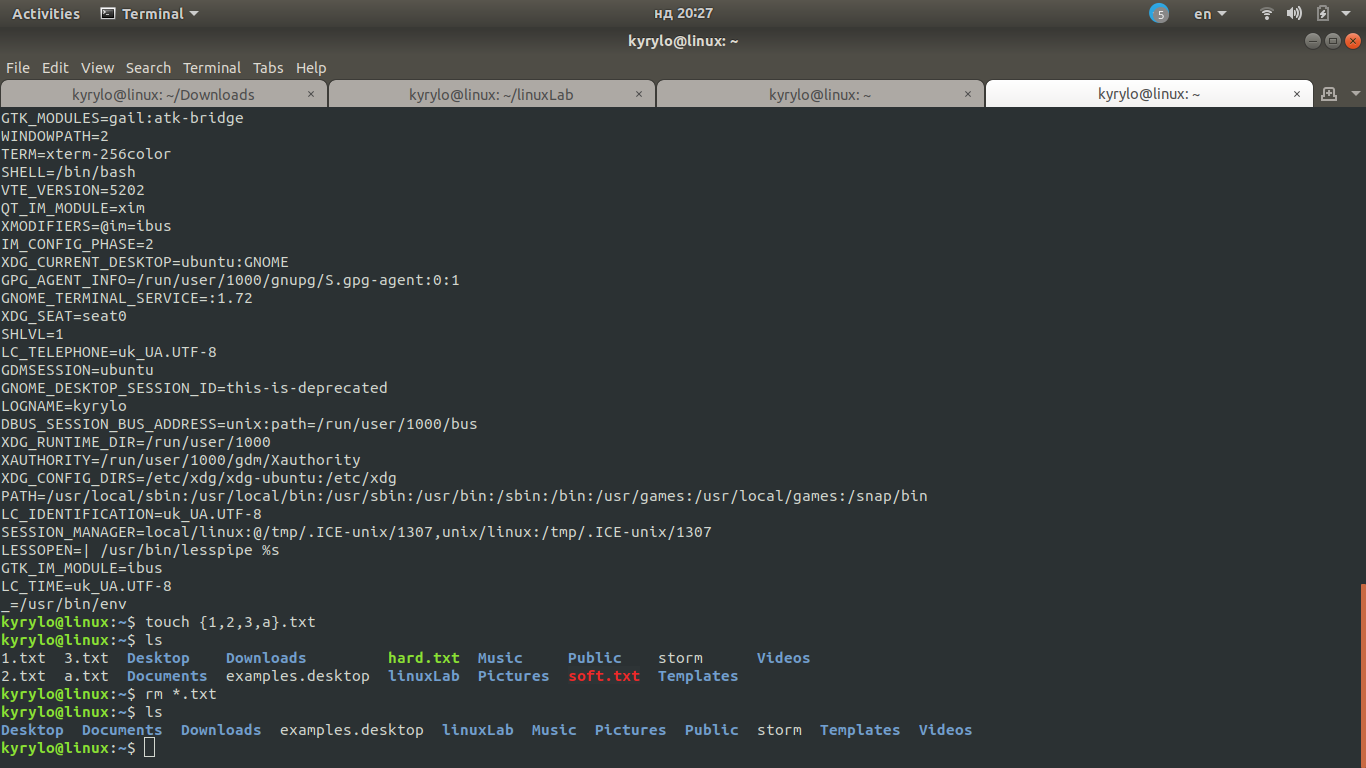 Activities Terminal нд 20:27 5 en
kyrylo@linux: ~
File Edit View Search Terminal Tabs Help
kyrylo@linux: ~/Downloads × kyrylo@linux: ~/linuxLab × kyrylo@linux: ~ × kyrylo@linux: ~ ×
GTK_MODULES=gail:atk-bridge
WINDOWPATH=2
TERM=xterm-256color
SHELL=/bin/bash
VTE_VERSION=5202
QT_IM_MODULE=xim
XMODIFIERS=@im=ibus
IM_CONFIG_PHASE=2
XDG_CURRENT_DESKTOP=ubuntu:GNOME
GPG_AGENT_INFO=/run/user/1000/gnupg/S.gpg-agent:0:1
GNOME_TERMINAL_SERVICE=:1.72
XDG_SEAT=seat0
SHLVL=1
LC_TELEPHONE=uk_UA.UTF-8
GDMSESSION=ubuntu
GNOME_DESKTOP_SESSION_ID=this-is-deprecated
LOGNAME=kyrylo
DBUS_SESSION_BUS_ADDRESS=unix:path=/run/user/1000/bus
XDG_RUNTIME_DIR=/run/user/1000
XAUTHORITY=/run/user/1000/gdm/Xauthority
XDG_CONFIG_DIRS=/etc/xdg/xdg-ubuntu:/etc/xdg
PATH=/usr/local/sbin:/usr/local/bin:/usr/sbin:/usr/bin:/sbin:/bin:/usr/games:/usr/local/games:/snap/bin
LC_IDENTIFICATION=uk_UA.UTF-8
SESSION_MANAGER=local/linux:@/tmp/.ICE-unix/1307,unix/linux:/tmp/.ICE-unix/1307
LESSOPEN=| /usr/bin/lesspipe %s
GTK_IM_MODULE=ibus
LC_TIME=uk_UA.UTF-8
_=/usr/bin/env
kyrylo@linux:~$ touch {1,2,3,a}.txt
kyrylo@linux:~$ ls
1.txt 3.txt Desktop Downloads hard.txt Music Public storm Videos
2.txt a.txt Documents examples.desktop linuxLab Pictures soft.txt Templates
kyrylo@linux:~$ rm *.txt
kyrylo@linux:~$ ls
Desktop Documents Downloads examples.desktop linuxLab Music Pictures Public storm Templates Videos
kyrylo@linux:~$